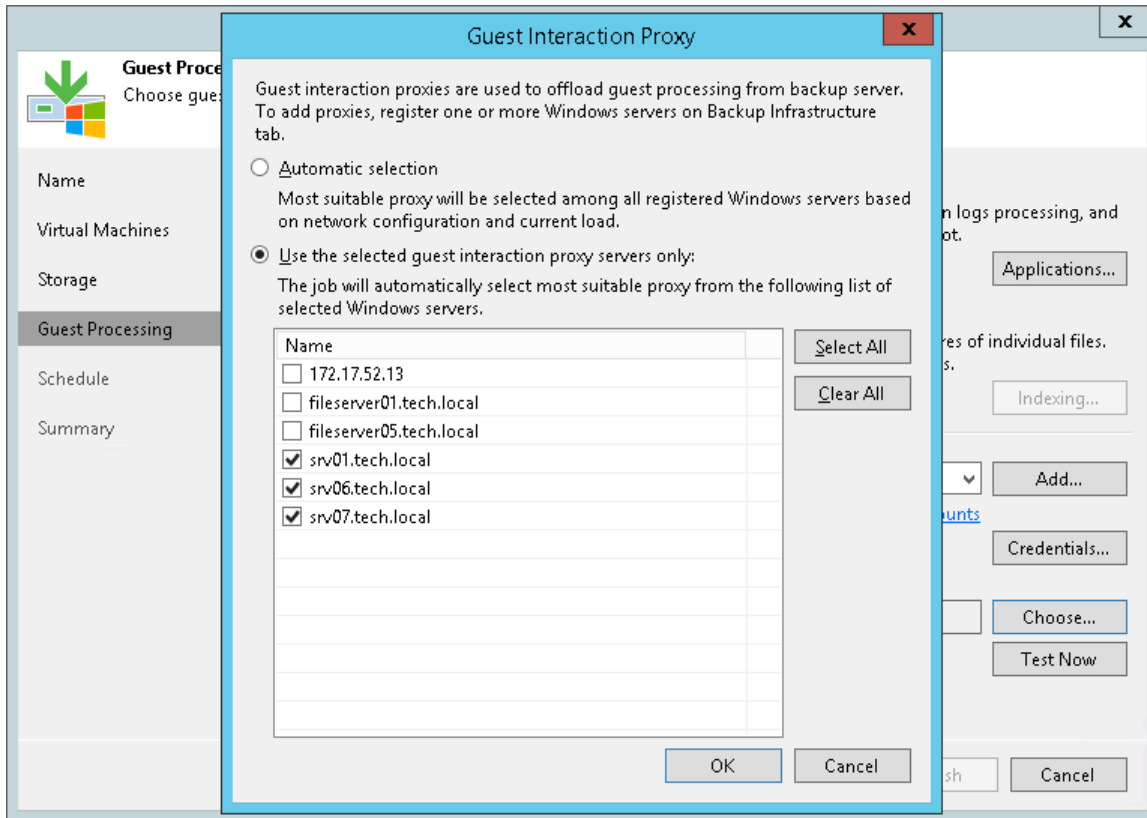 Guest Interaction Proxy
x
x
Guest Proce
Choose gues
Name
Virtual Machines
Storage
Guest Processing
Schedule
Summary
Guest interaction proxies are used to offload guest processing from backup server.
To add proxies, register one or more Windows servers on Backup Infrastructure
tab.
Automatic selection
Most suitable proxy will be selected among all registered Windows servers based
on network configuration and current load.
Use the selected guest interaction proxy servers only:
The job will automatically select most suitable proxy from the following list of
selected Windows servers.
Name
172.17.52.13
fileserver01.tech.local
fileserver05.tech.local
srv01.tech.local
srv06.tech.local
srv07.tech.local
Select All
Clear All
OK
Cancel
n logs processing, and
ot.
Applications...
res of individual files.
s.
Indexing...
Add...
ounts
Credentials...
Choose...
Test Now
sh
Cancel